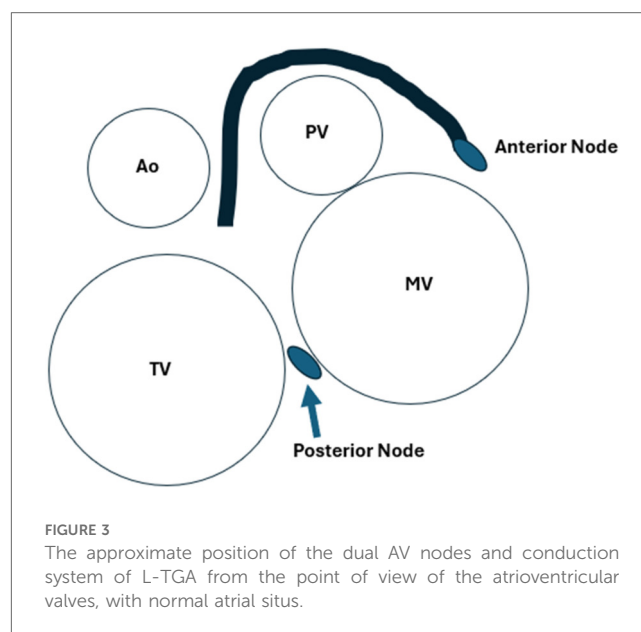 PV
Ao
Anterior Node
MV
TV
Posterior Node
FIGURE 3
The approximate position of the dual AV nodes and conduction
system of L-TGA from the point of view of the atrioventricular
valves, with normal atrial situs.